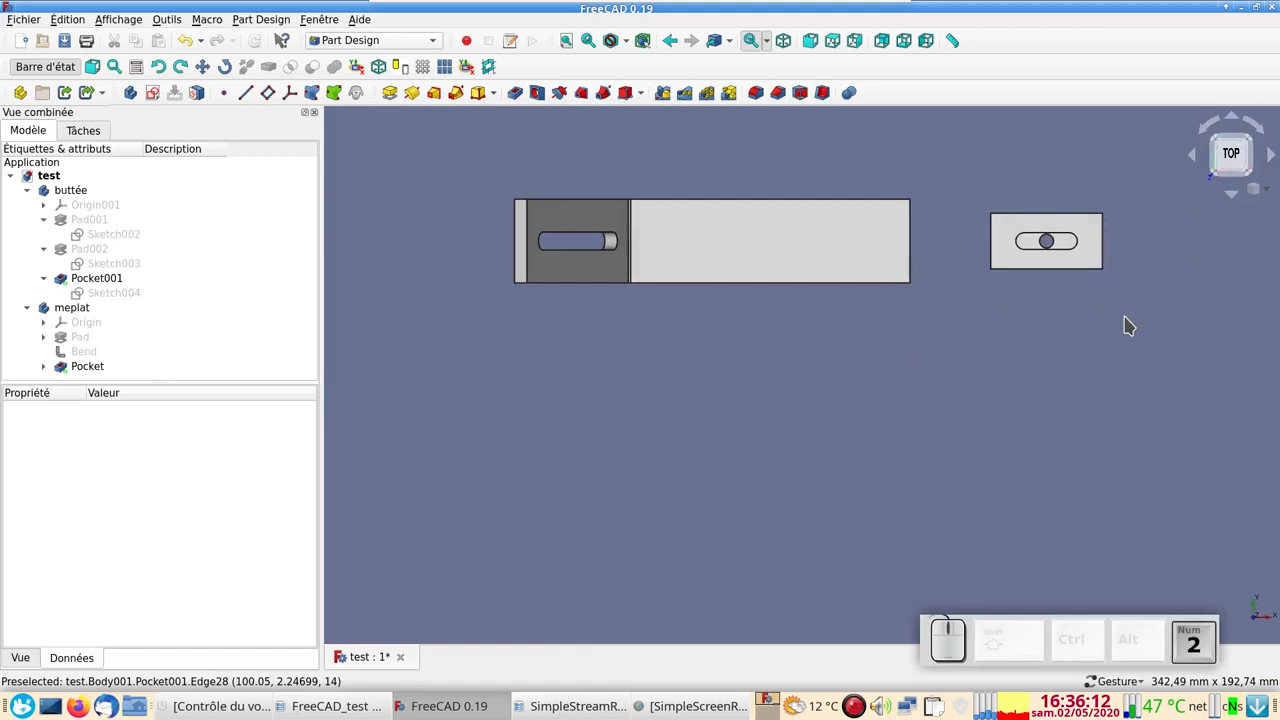 FreeCAD 0.19
Fichier Édition Affichage Outils Macro Part Design Fenêtre Aide
Part Design
Barre d'état
Vue combinée
Modèle Tâches
Étiquettes & attributs Description
Application
test
buttée
Origin001
Pad001
Sketch002
Pad002
Sketch003
Pocket001
Sketch004
meplat
Origin
Pad
Bend
Pocket
Propriété Valeur
TOP
Vue Données
test : 1*
Shift Ctrl Alt Num
2
Preselected: test.Body001.Pocket001.Edge28 (100.05, 2.24699, 14)
Gesture 342,49 mm x 192,74 mm
[Contrôle du vo... FreeCAD_test ... FreeCAD 0.19 SimpleStreamR... [SimpleScreenR...
12 °C
16:36:12
sam.02/05/2020
47 °C net cNs